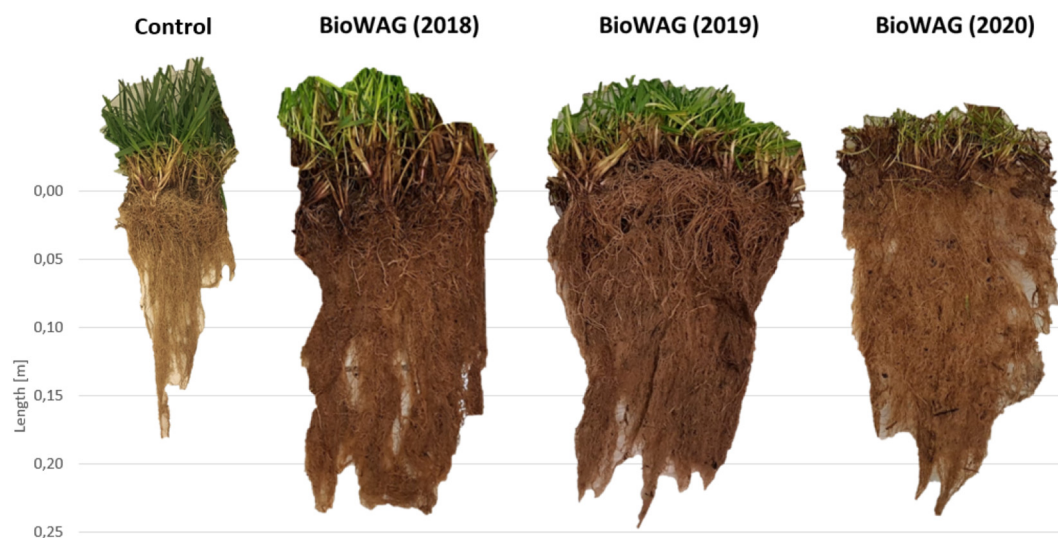 Control
BioWAG (2018)
BioWAG (2019)
BioWAG (2020)
0,00
0,05
0,10
0,15
0,20
0,25
Length [m]